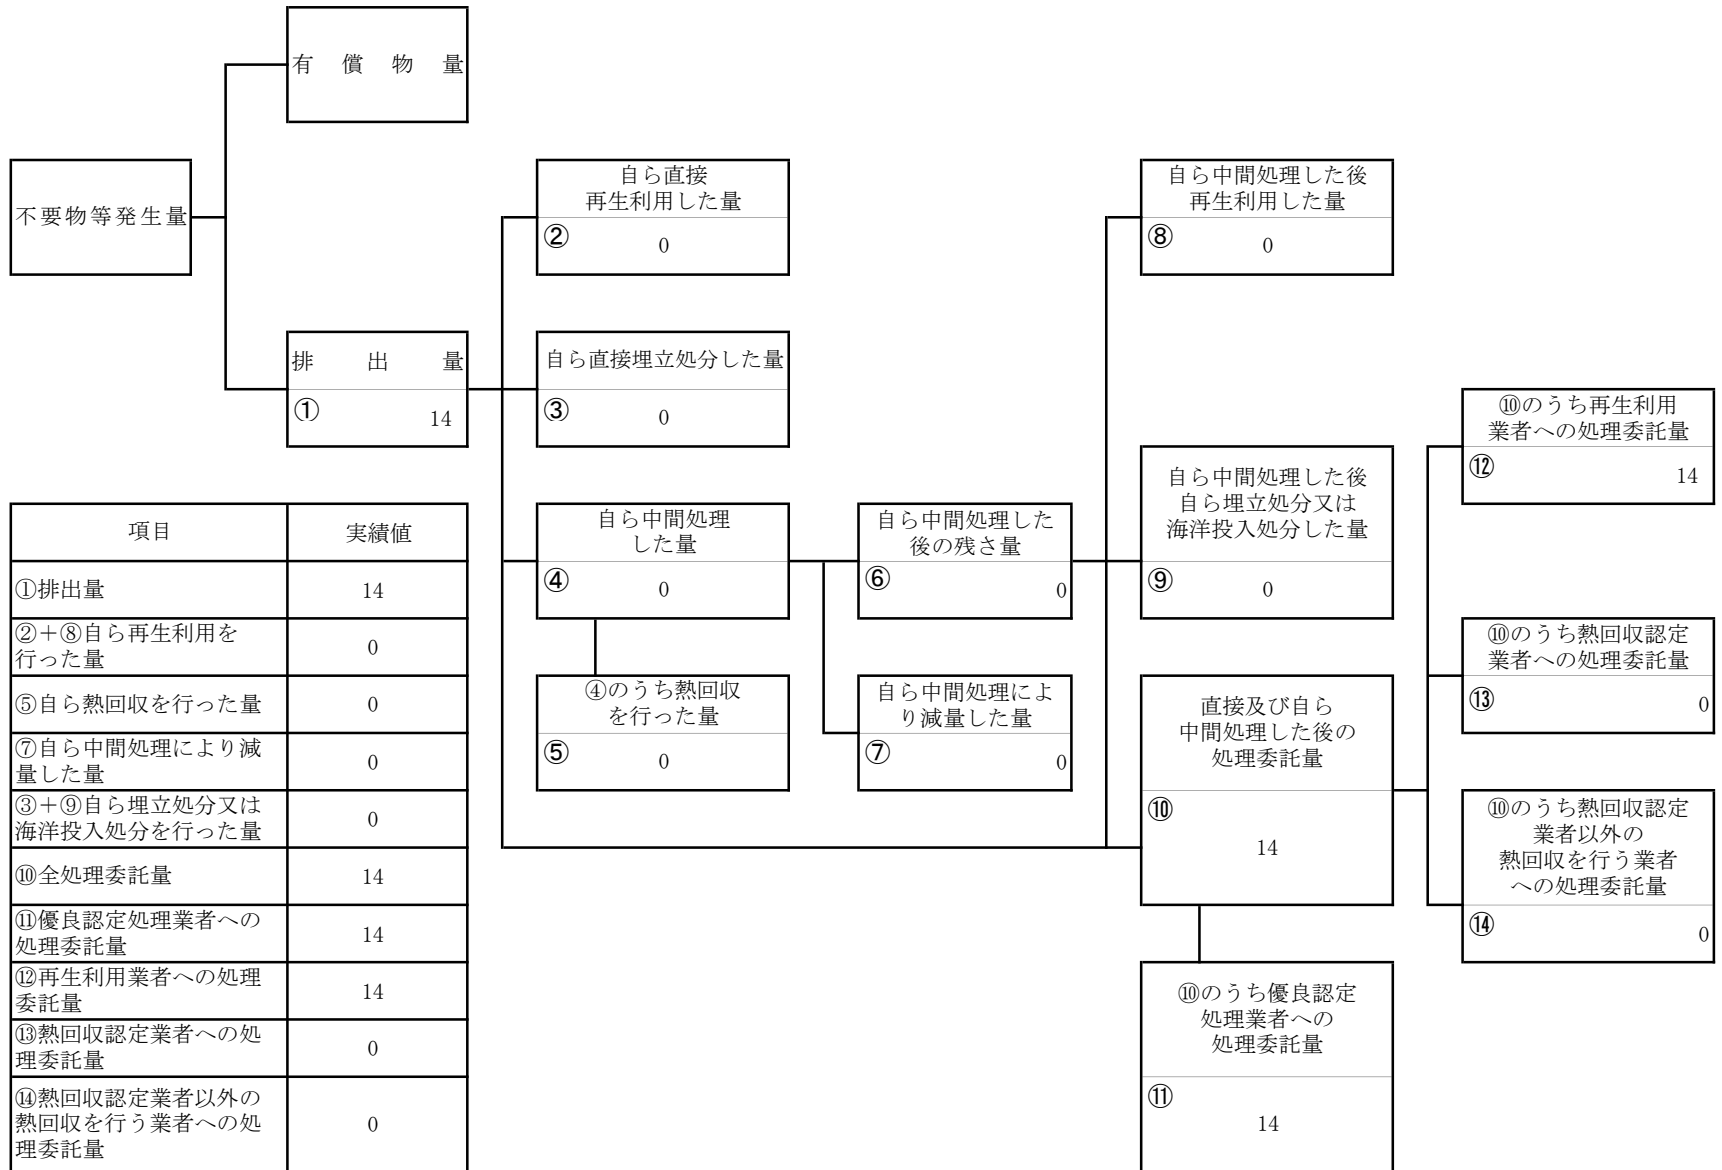 有償物量
不要物等発生量
排出量
①
14
自ら直接
再生利用した量
②
0
自ら直接埋立処分した量
③
0
自ら中間処理
した量
④
0
④のうち熱回収
を行った量
⑤
0
自ら中間処理した
後の残さ量
⑥
0
自ら中間処理によ
り減量した量
⑦
0
自ら中間処理した後
再生利用した量
⑧
0
自ら中間処理した後
自ら埋立処分又は
海洋投入処分した量
⑨
0
直接及び自ら
中間処理した後の
処理委託量
⑩
14
⑩のうち優良認定
処理業者への
処理委託量
⑪
14
⑩のうち再生利用
業者への処理委託量
⑫
14
⑩のうち熱回収認定
業者への処理委託量
⑬
0
⑩のうち熱回収認定
業者以外の
熱回収を行う業者
への処理委託量
⑭
0
項目 実績値
①排出量 14
②+⑧自ら再生利用を
行った量 0
⑤自ら熱回収を行った量 0
⑦自ら中間処理により減
量した量 0
③+⑨自ら埋立処分又は
海洋投入処分を行った量 0
⑩全処理委託量 14
⑪優良認定処理業者への
処理委託量 14
⑫再生利用業者への処理
委託量 14
⑬熱回収認定業者への処
理委託量 0
⑭熱回収認定業者以外の
熱回収を行う業者への処 0
理委託量